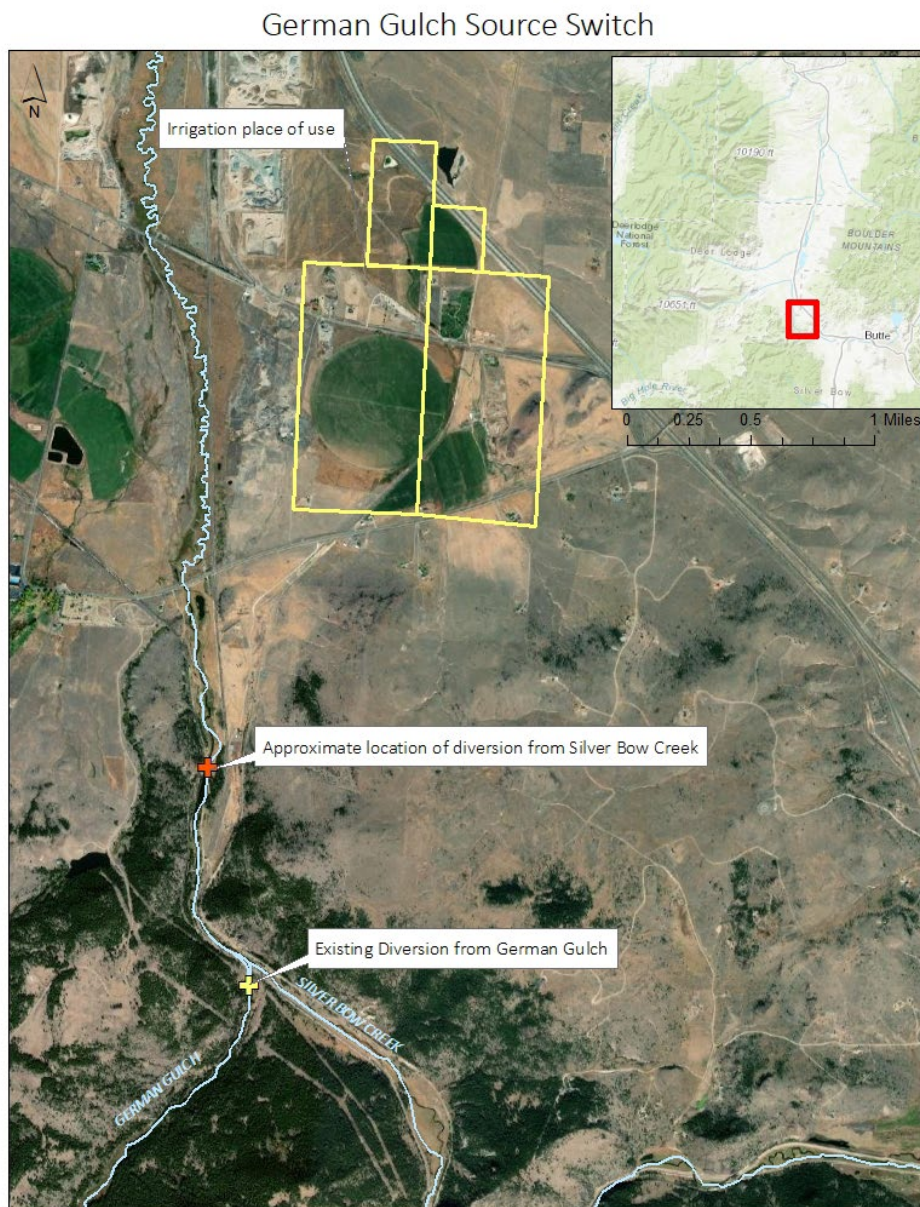 German Gulch Source Switch
N
Irrigation place of use
10190 ft
Deerlodge
National
Forest
Deer Lodge
BOULDER
MOUNTAINS
10651 ft
Butte
Big Hole River
Silver Bow
0 0.25 0.5 1 Miles
Approximate location of diversion from Silver Bow Creek
Existing Diversion from German Gulch
SILVER BOW CREEK
GERMAN GULCH